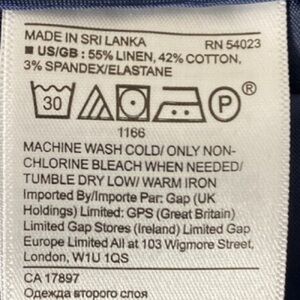 MADE IN SRI LANKA RN 54023
■ US/GB : 55% LINEN, 42% COTTON,
3% SPANDEX/ELASTANE
30 P ®
1166
MACHINE WASH COLD/ ONLY NON-
CHLORINE BLEACH WHEN NEEDED/
TUMBLE DRY LOW/ WARM IRON
Imported By/Importe Par: Gap (UK
Holdings) Limited: GPS (Great Britain)
Limited Gap Stores (Ireland) Limited Gap
Europe Limited All at 103 Wigmore Street,
London, W1U 1QS
CA 17897
Одежда второго слоя